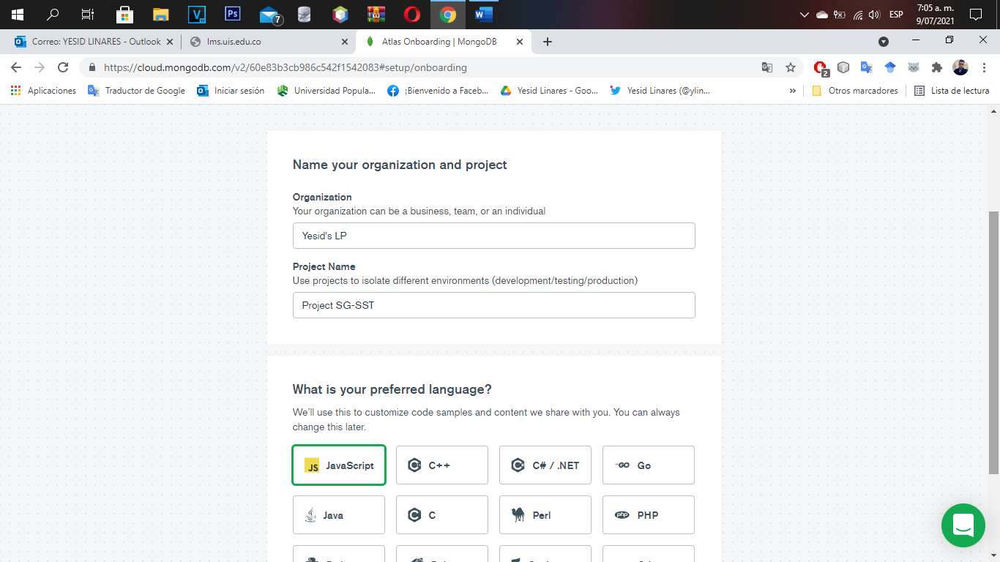 7
ESP
7:05 a. m.
9/07/2021
Correo: YESID LINARES - Outlook
lms.uis.edu.co
Atlas Onboarding | MongoDB
https://cloud.mongodb.com/v2/60e83b3cb986c542f1542083#setup/onboarding
2
Aplicaciones
Traductor de Google
Iniciar sesión
Universidad Popula...
¡Bienvenido a Faceb...
Yesid Linares - Goo...
Yesid Linares (@ylin...
»
Otros marcadores
Lista de lectura
Name your organization and project
Organization
Your organization can be a business, team, or an individual
Yesid's LP
Project Name
Use projects to isolate different environments (development/testing/production)
Project SG-SST
What is your preferred language?
We'll use this to customize code samples and content we share with you. You can always
change this later.
JS JavaScript
C++
C# / .NET
GO Go
Java
C
Perl
php PHP